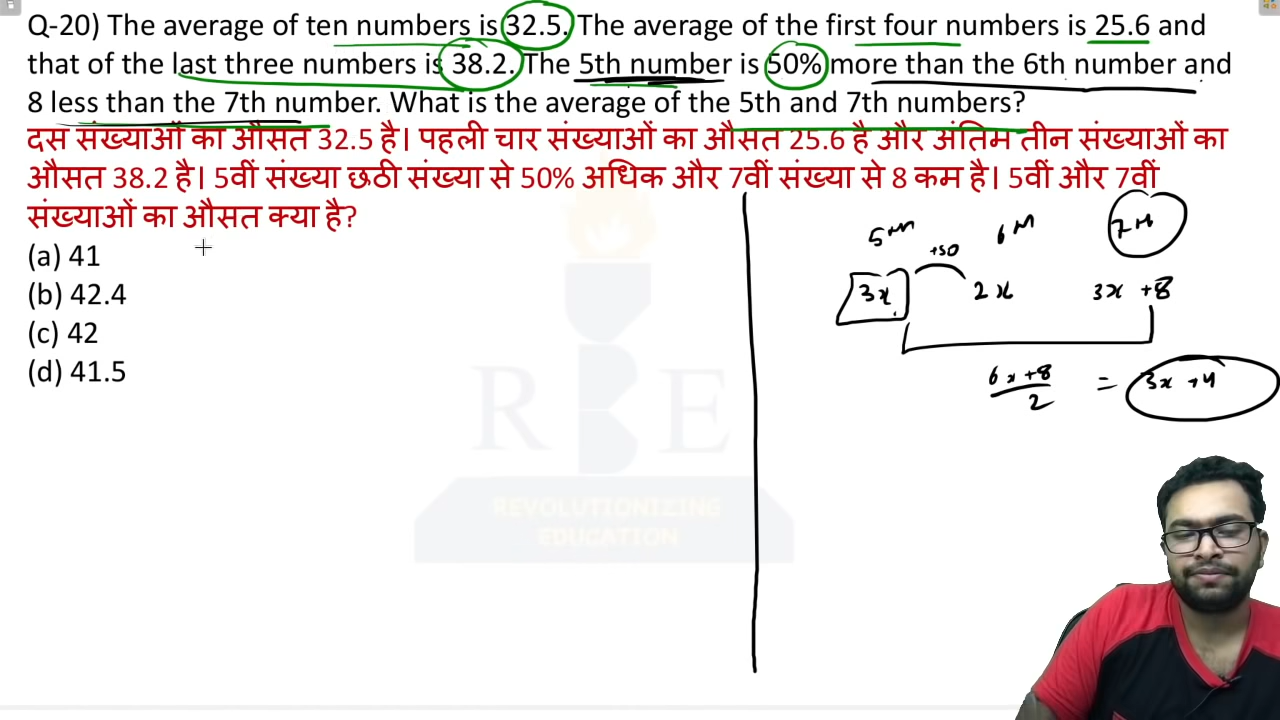 Q-20) The average of ten numbers is 32.5. The average of the first four numbers is 25.6 and
that of the last three numbers is 38.2. The 5th number is 50% more than the 6th number and
8 less than the 7th number. What is the average of the 5th and 7th numbers?
दस संख्याओं का औसत 32.5 है। पहली चार संख्याओं का औसत 25.6 है और अंतिम तीन संख्याओं का
औसत 38.2 है। 5वीं संख्या छठी संख्या से 50% अधिक और 7वीं संख्या से 8 कम है। 5वीं और 7वीं
संख्याओं का औसत क्या है?
(a) 41
(b) 42.4
(c) 42
(d) 41.5
5th 6th 7th
+50
3x 2x 3x +8
6x+8
2
= 3x +4
R B E
REVOLUTIONIZING
EDUCATION